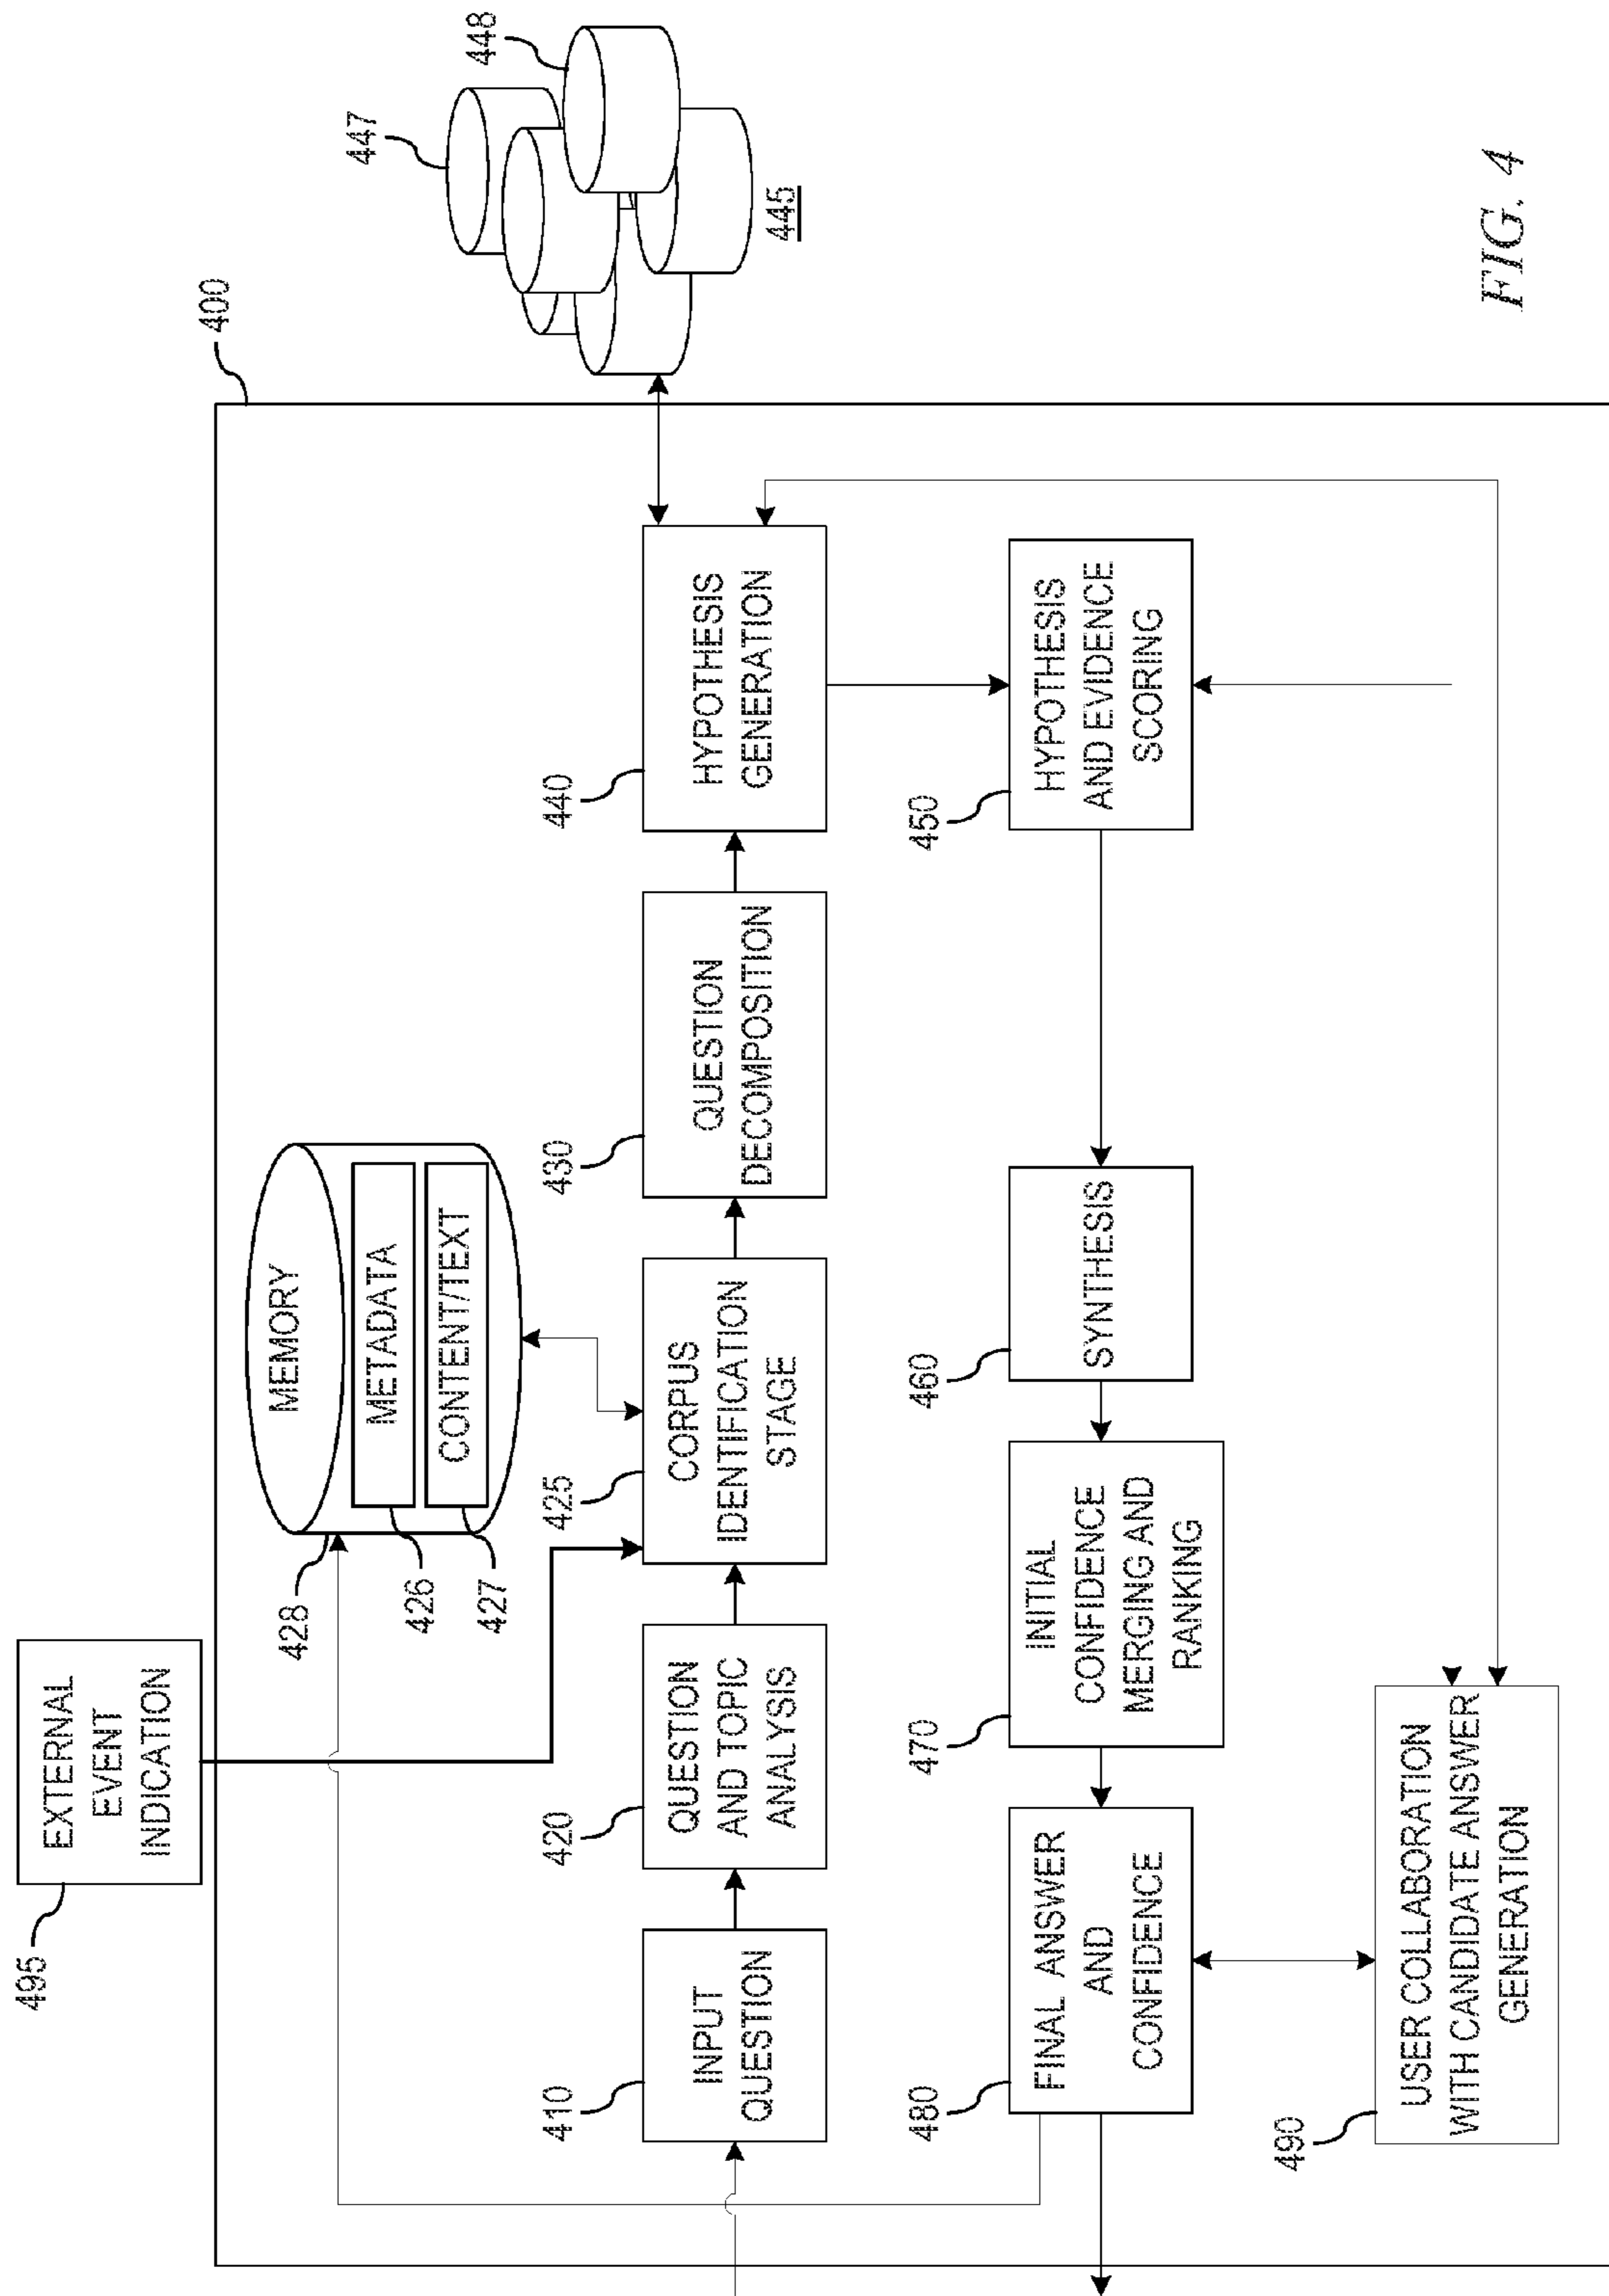 495
EXTERNAL
EVENT
INDICATION
400
MEMORY
METADATA
CONTENT/TEXT
428
426
427
447
448
445
410
INPUT
QUESTION
420
QUESTION
AND TOPIC
ANALYSIS
425
CORPUS
IDENTIFICATION
STAGE
430
QUESTION
DECOMPOSITION
440
HYPOTHESIS
GENERATION
480
FINAL ANSWER
AND
CONFIDENCE
470
INITIAL
CONFIDENCE
MERGING AND
RANKING
460
SYNTHESIS
450
HYPOTHESIS
AND EVIDENCE
SCORING
490
USER COLLABORATION
WITH CANDIDATE ANSWER
GENERATION
FIG. 4